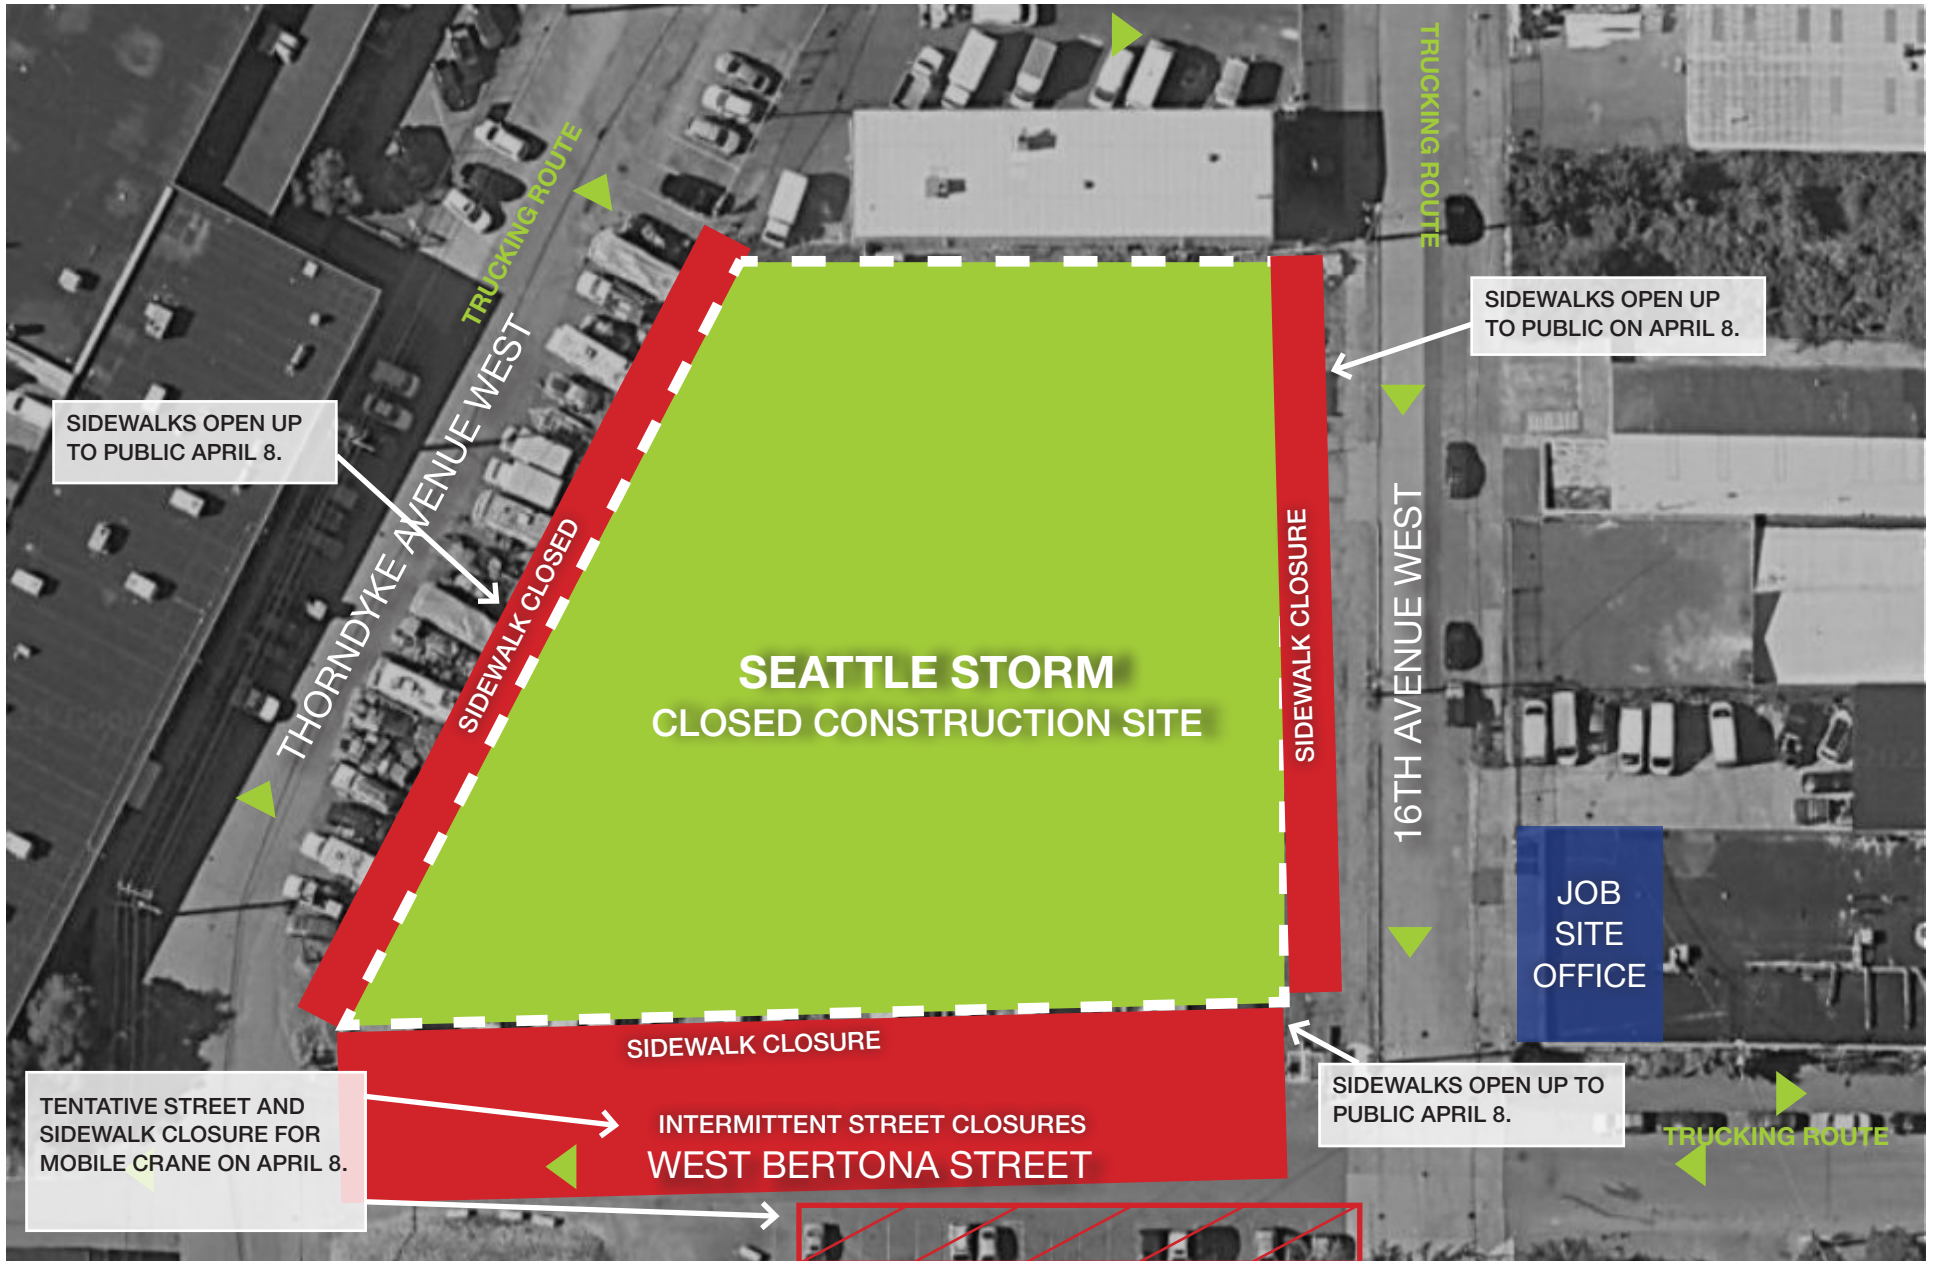 TRUCKING ROUTE
TRUCKING ROUTE
SIDEWALKS OPEN UP
TO PUBLIC ON APRIL 8.
SIDEWALKS OPEN UP
TO PUBLIC APRIL 8.
THORNDYKE AVENUE WEST
SIDEWALK CLOSED
SEATTLE STORM
CLOSED CONSTRUCTION SITE
SIDEWALK CLOSURE
16TH AVENUE WEST
JOB
SITE
OFFICE
SIDEWALK CLOSURE
SIDEWALKS OPEN UP TO
PUBLIC APRIL 8.
TENTATIVE STREET AND
SIDEWALK CLOSURE FOR
MOBILE CRANE ON APRIL 8.
INTERMITTENT STREET CLOSURES
WEST BERTONA STREET
TRUCKING ROUTE